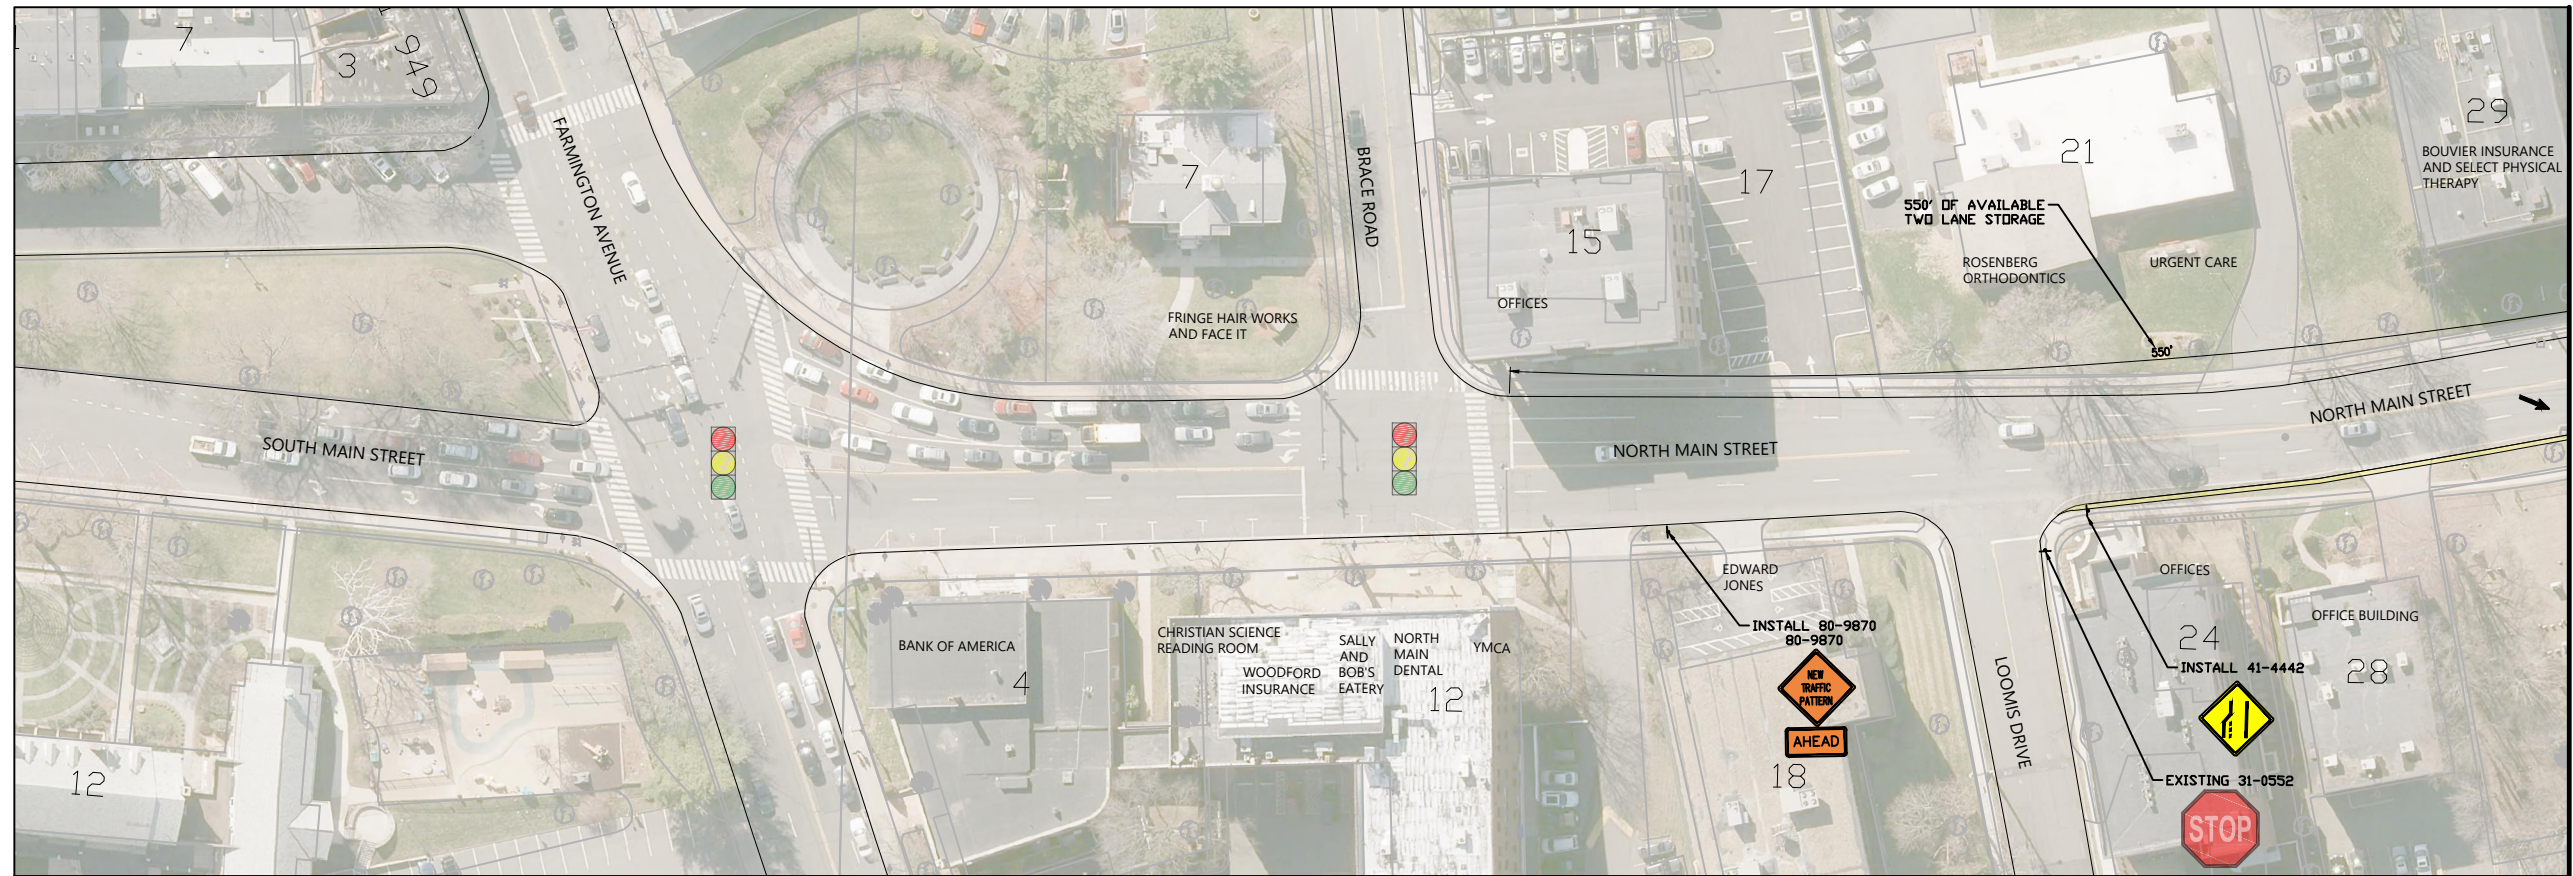 7
3
949
FARMINGTON AVENUE
7
BRACE ROAD
15
OFFICES
17
21
550' OF AVAILABLE
TWO LANE STORAGE
ROSENBERG
ORTHODONTICS
URGENT CARE
29
BOUVIER INSURANCE
AND SELECT PHYSICAL
THERAPY
FRINGE HAIR WORKS
AND FACE IT
550'
SOUTH MAIN STREET
NORTH MAIN STREET
NORTH MAIN STREET
BANK OF AMERICA
4
CHRISTIAN SCIENCE
READING ROOM
WOODFORD
INSURANCE
SALLY
AND
BOB'S
EATERY
NORTH
MAIN
DENTAL
12
YMCA
EDWARD
JONES
INSTALL 80-9870
80-9870
NEW
TRAFFIC
PATTERN
AHEAD
18
LOOMIS DRIVE
OFFICES
24
INSTALL 41-4442
OFFICE BUILDING
28
EXISTING 31-0552
STOP
12